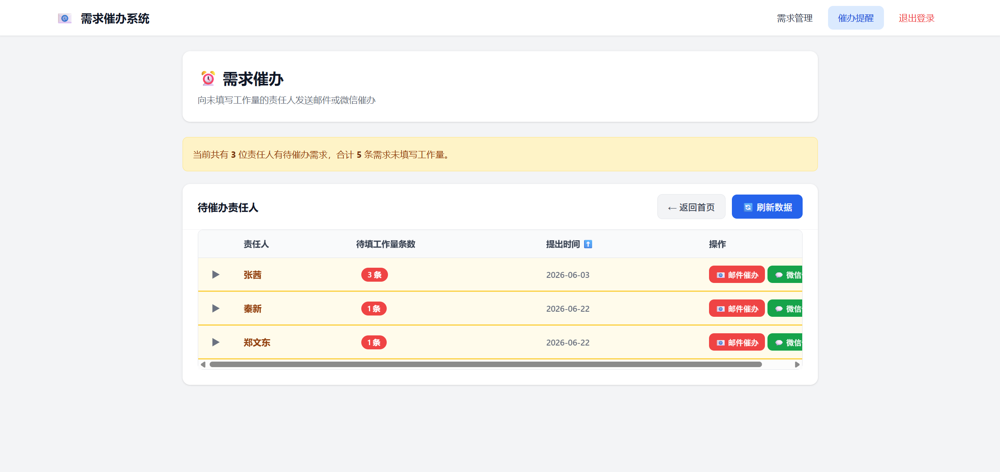 需求催办系统
需求管理
催办提醒
退出登录
需求催办
向未填写工作量的责任人发送邮件或微信催办
当前共有 3 位责任人有待催办需求，合计 5 条需求未填写工作量。
待催办责任人
← 返回首页
刷新数据
责任人 待填工作量条数 提出时间 操作
张茜 3 条 2026-06-03 邮件催办 微信
秦新 1 条 2026-06-22 邮件催办 微信
郑文东 1 条 2026-06-22 邮件催办 微信